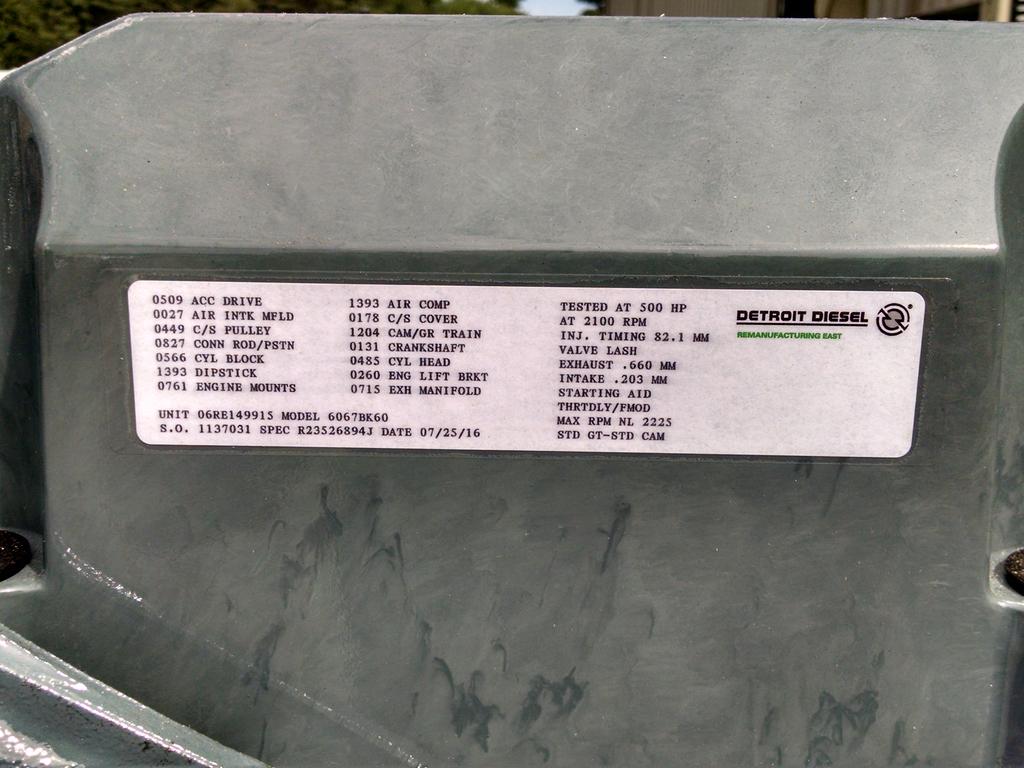 0509 ACC DRIVE
0027 AIR INTK MFLD
0449 C/S PULLEY
0827 CONN ROD/PSTN
0566 CYL BLOCK
1393 DIPSTICK
0761 ENGINE MOUNTS
1393 AIR COMP
0178 C/S COVER
1204 CAM/GR TRAIN
0131 CRANKSHAFT
0485 CYL HEAD
0260 ENG LIFT BRKT
0715 EXH MANIFOLD
UNIT 06RE149915 MODEL 6067BK60
S.O. 1137031 SPEC R23526894J DATE 07/25/16
TESTED AT 500 HP
AT 2100 RPM
INJ. TIMING 82.1 MM
VALVE LASH
EXHAUST .660 MM
INTAKE .203 MM
STARTING AID
THRTDLY/FMOD
MAX RPM NL 2225
STD GT-STD CAM
DETROIT DIESEL
REMANUFACTURING EAST